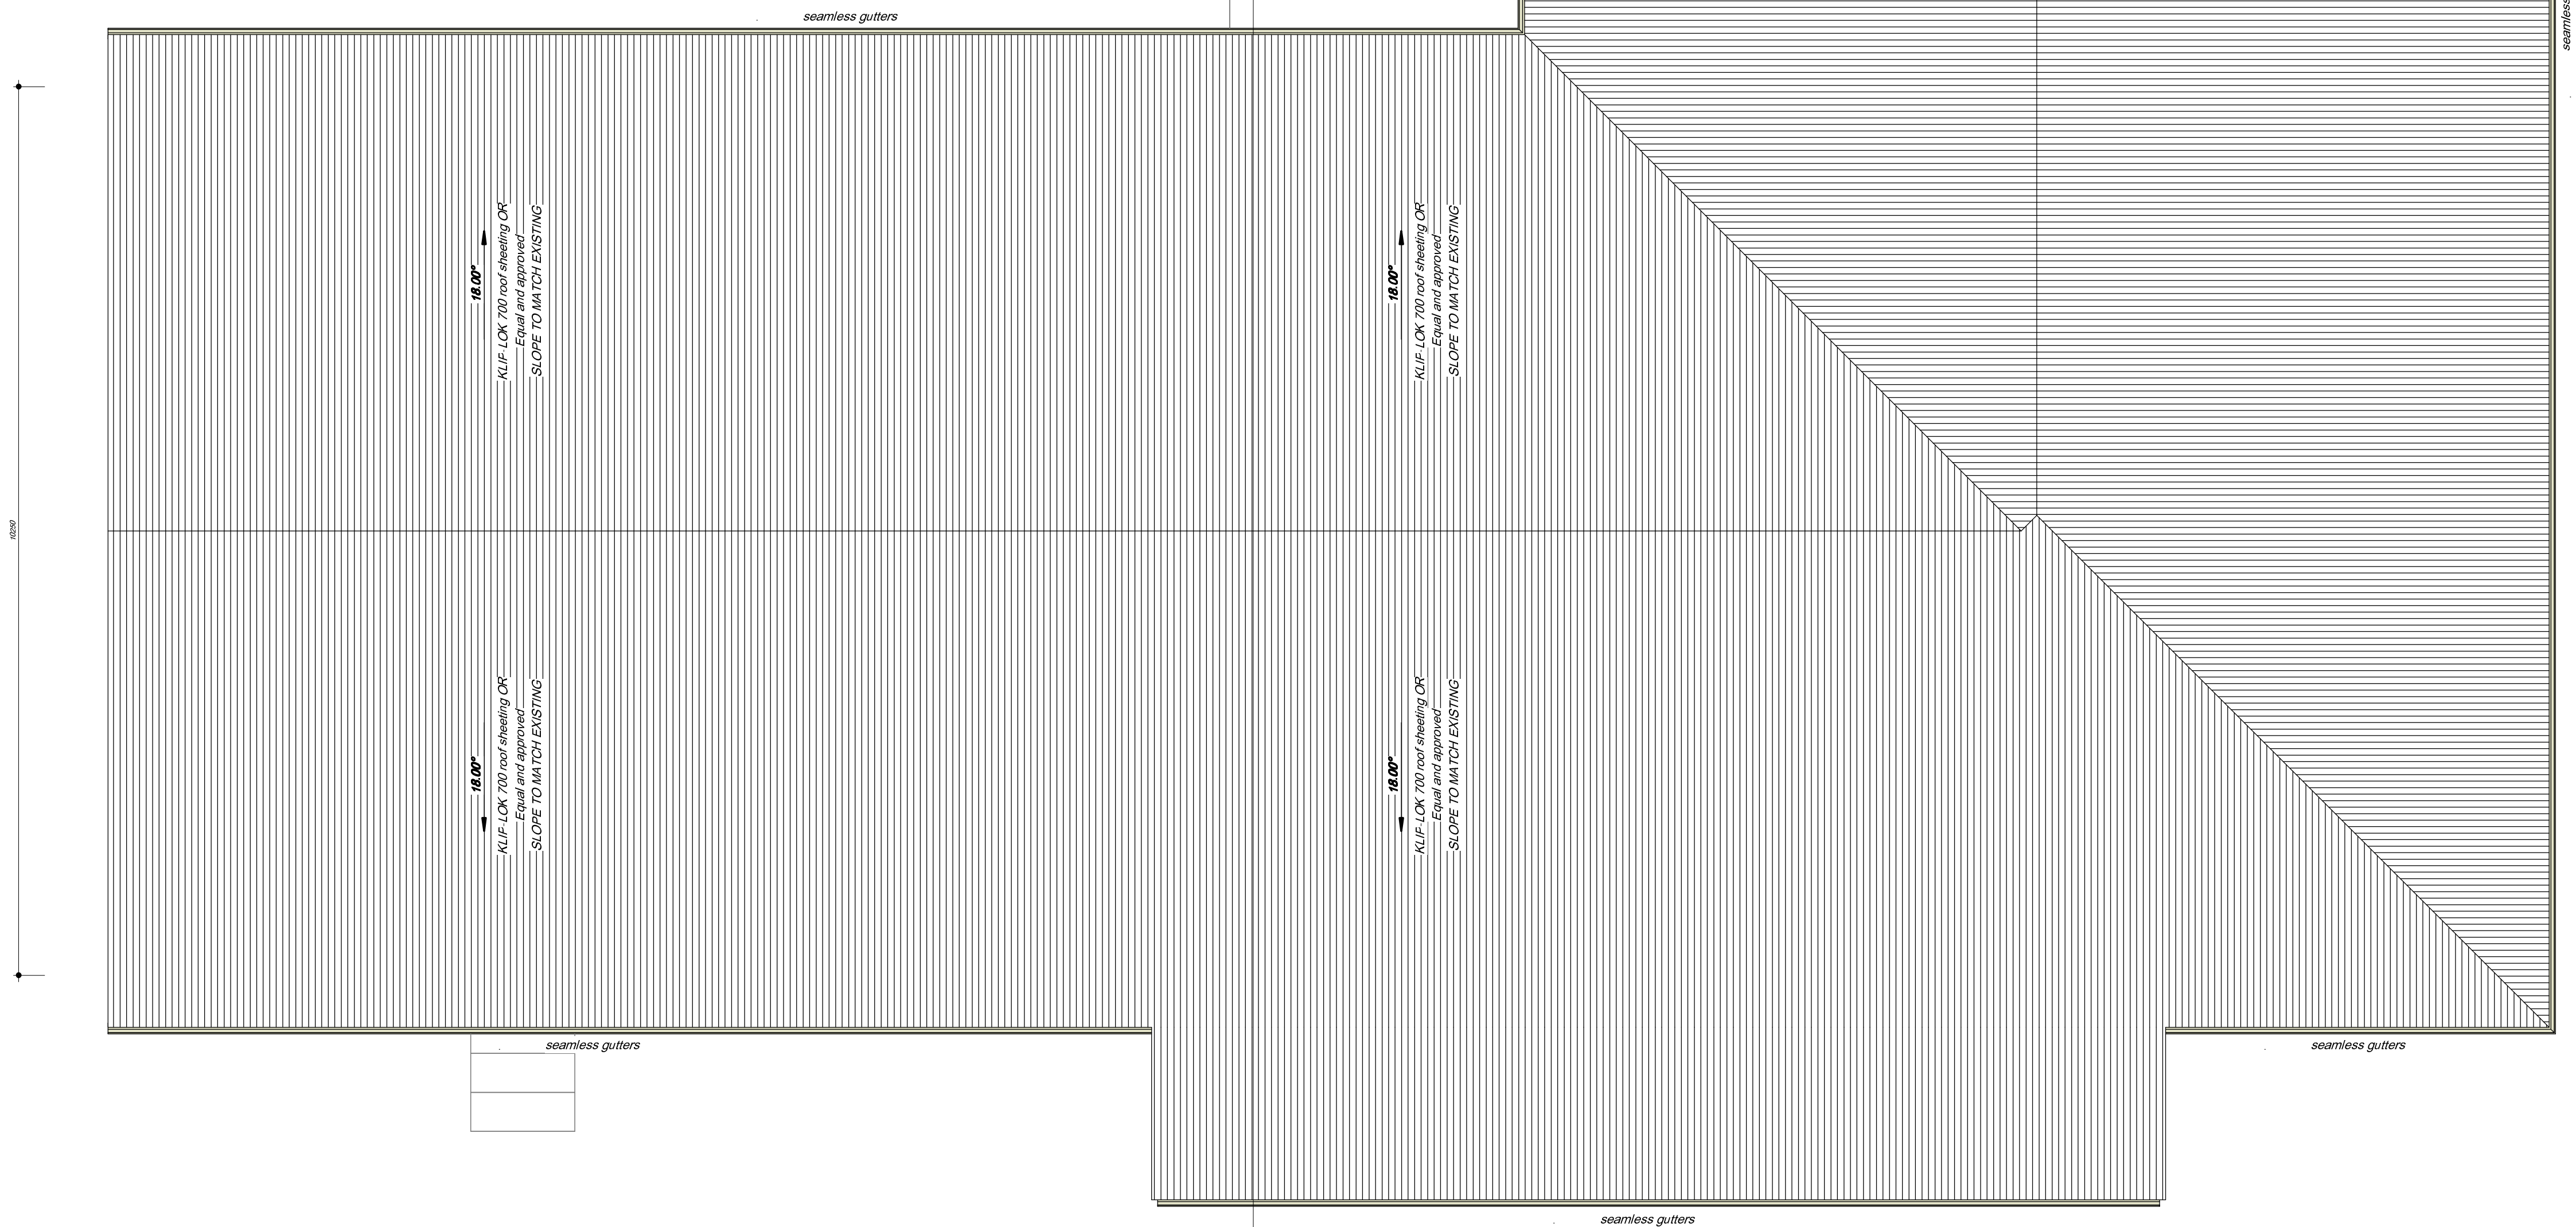 seamless gutters
seamless
18.00°
KLIF-LOK 700 roof sheeting OR
Equal and approved
SLOPE TO MATCH EXISTING
18.00°
KLIF-LOK 700 roof sheeting OR
Equal and approved
SLOPE TO MATCH EXISTING
10250
18.00°
KLIF-LOK 700 roof sheeting OR
Equal and approved
SLOPE TO MATCH EXISTING
18.00°
KLIF-LOK 700 roof sheeting OR
Equal and approved
SLOPE TO MATCH EXISTING
seamless gutters
seamless gutters
seamless gutters